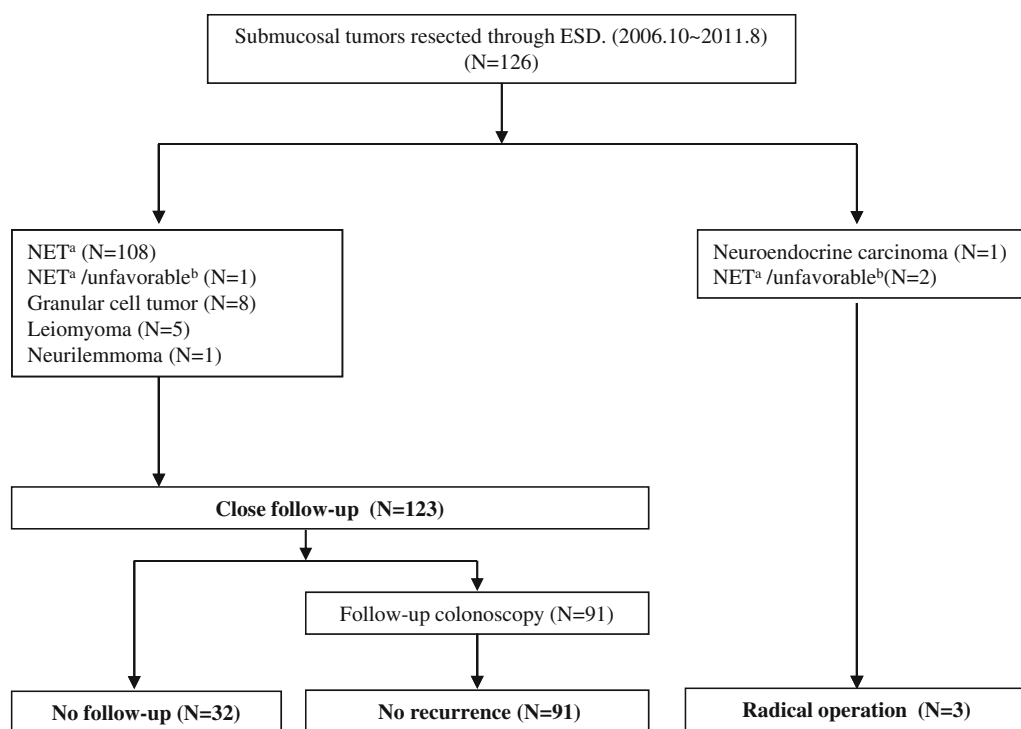 Submucosal tumors resected through ESD. (2006.10~2011.8)
(N=126)
NETᵃ (N=108)
NETᵃ /unfavorableᵇ (N=1)
Granular cell tumor (N=8)
Leiomyoma (N=5)
Neurilemmoma (N=1)
Neuroendocrine carcinoma (N=1)
NETᵃ /unfavorableᵇ(N=2)
Close follow-up (N=123)
Follow-up colonoscopy (N=91)
No follow-up (N=32)
No recurrence (N=91)
Radical operation (N=3)